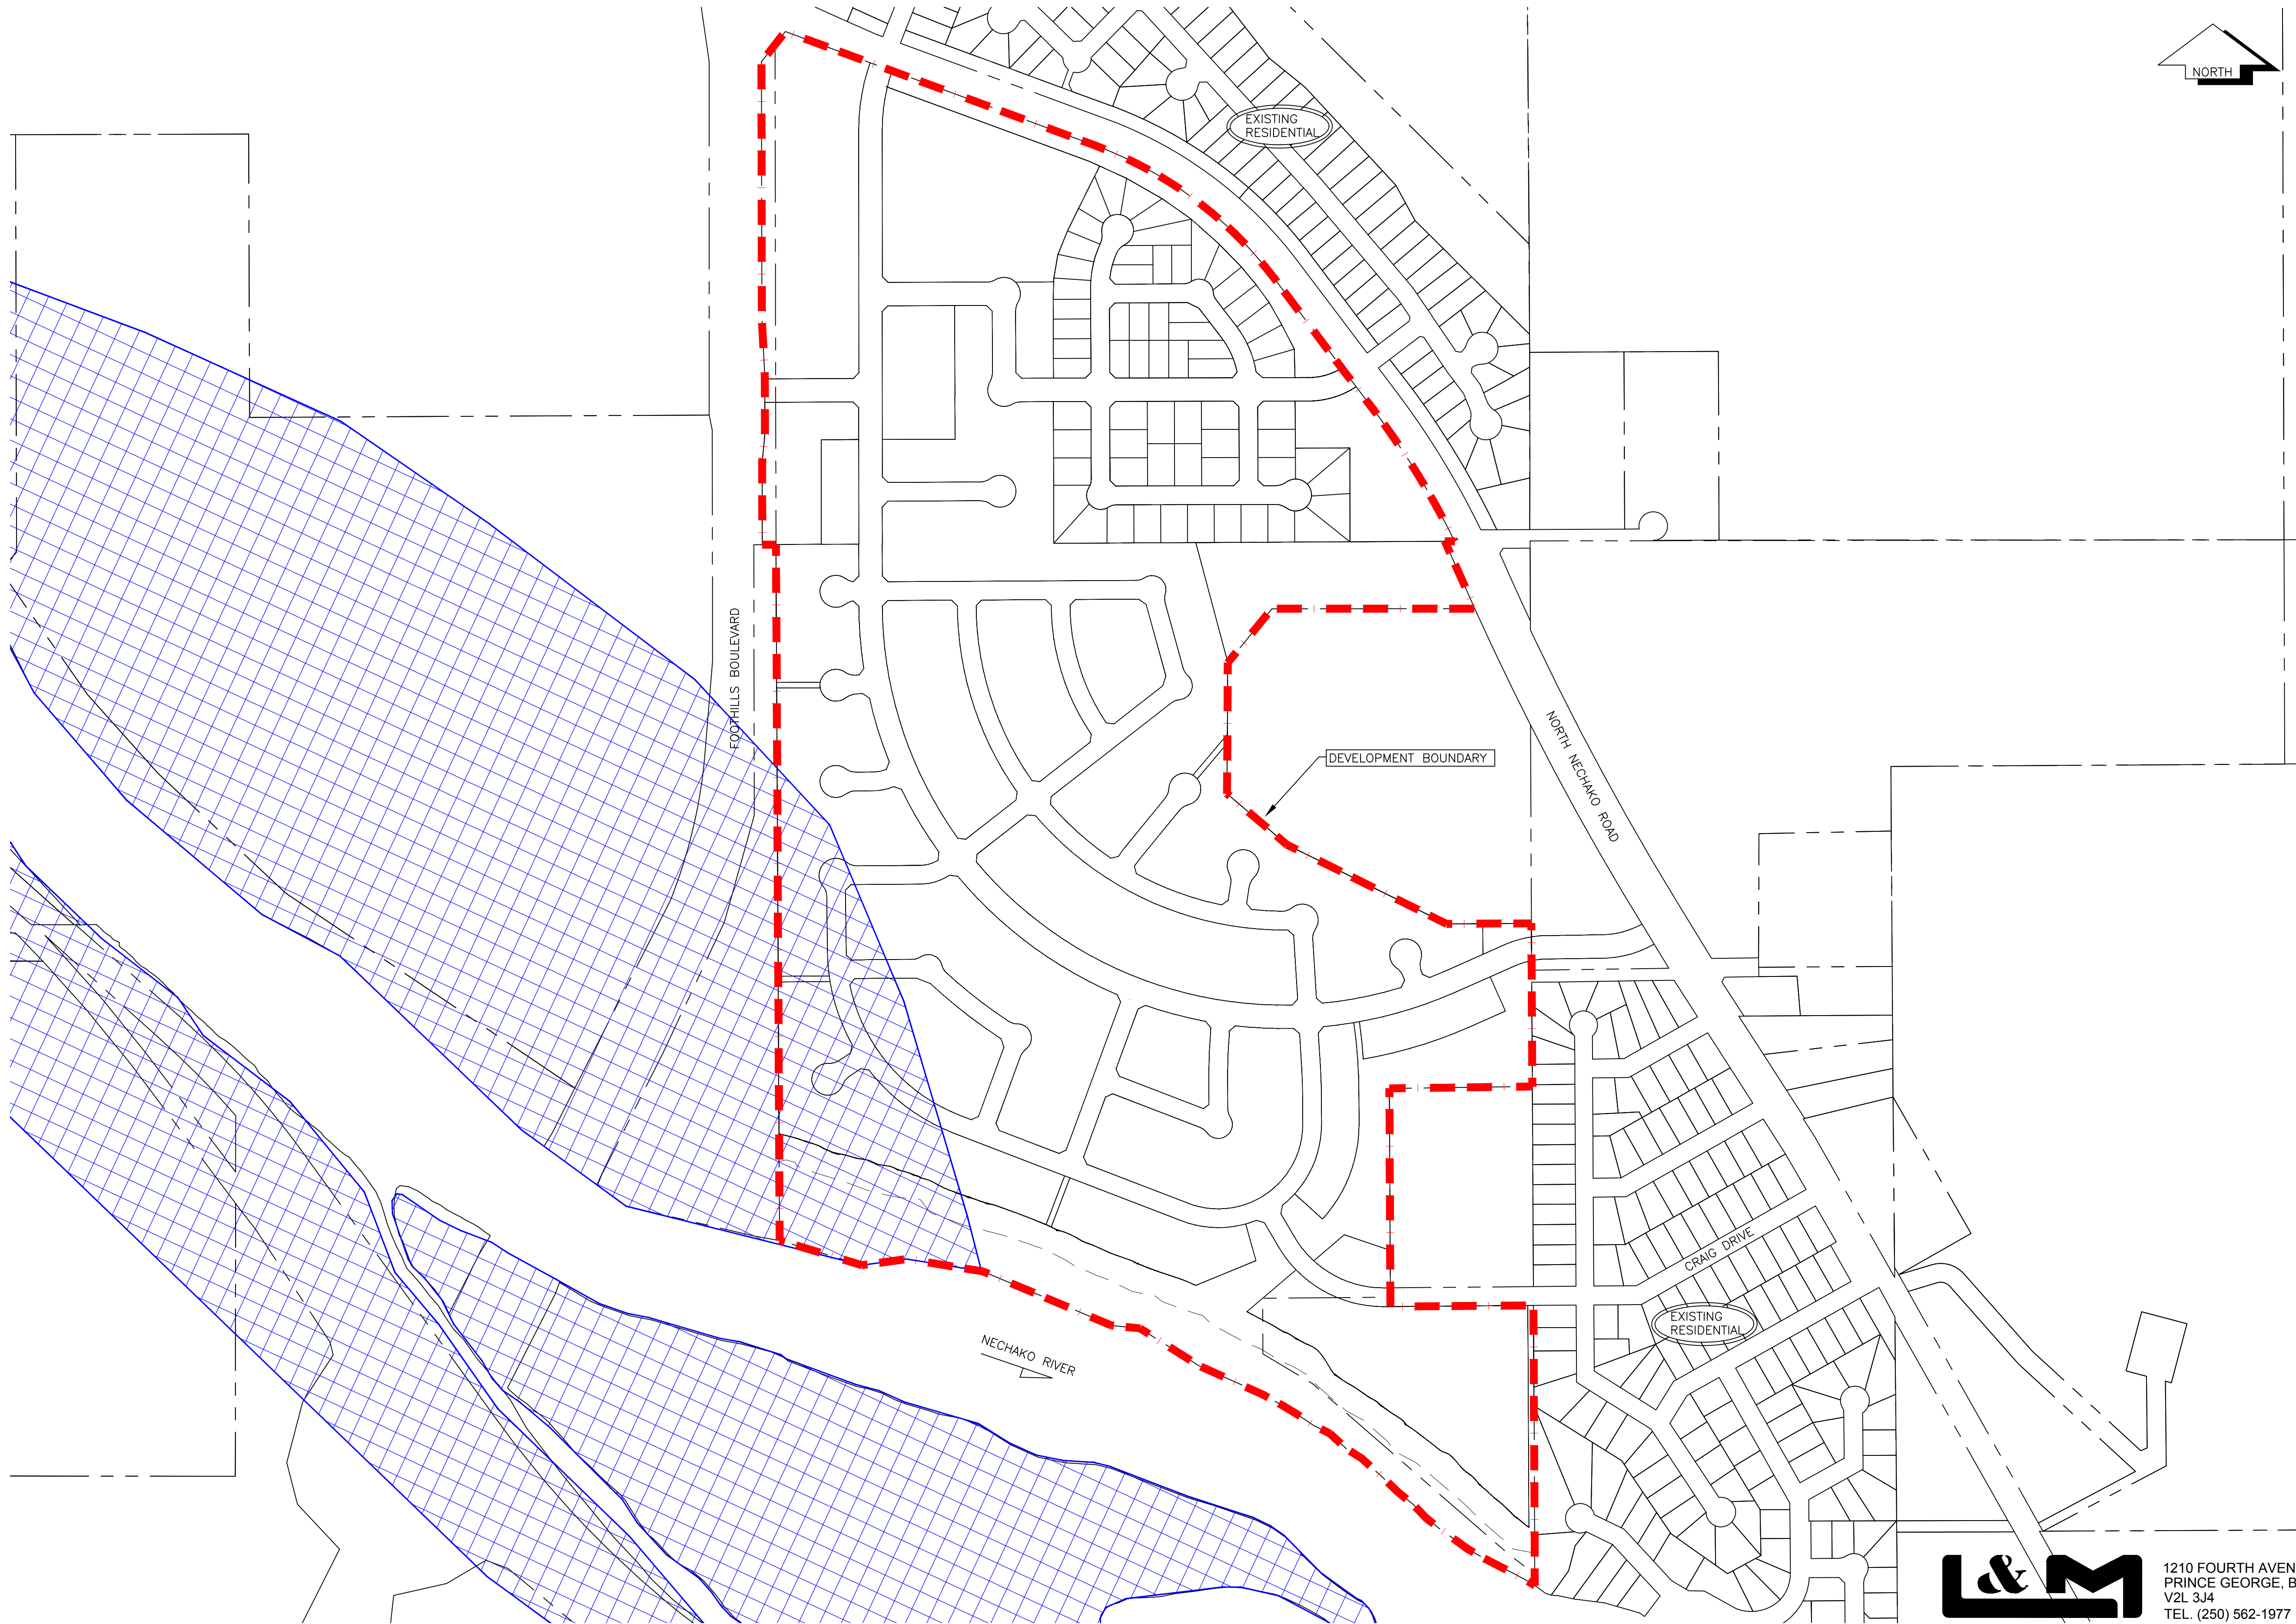 NORTH
EXISTING
RESIDENTIAL
FOOTHILLS BOULEVARD
NORTH NECHAKO ROAD
DEVELOPMENT BOUNDARY
CRAIG DRIVE
EXISTING
RESIDENTIAL
NECHAKO RIVER
L&M
1210 FOURTH AVEN
PRINCE GEORGE, B
V2L 3J4
TEL. (250) 562-1977